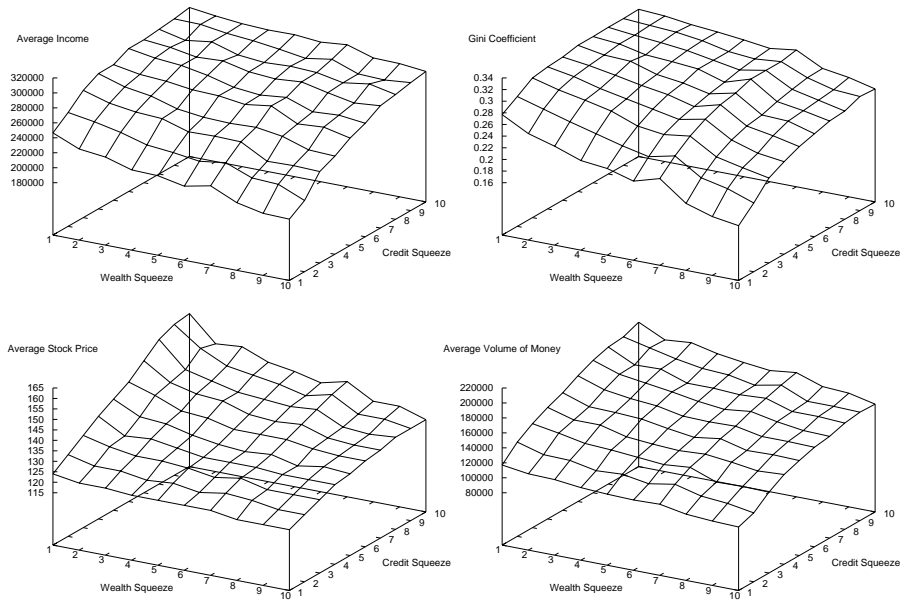 Average Income
320000
300000
280000
260000
240000
220000
200000
180000
1 2 3 4 5 6 7 8 9 10
Wealth Squeeze
1 2 3 4 5 6 7 8 9 10
Credit Squeeze
Gini Coefficient
0.34
0.32
0.3
0.28
0.26
0.24
0.22
0.2
0.18
0.16
1 2 3 4 5 6 7 8 9 10
Wealth Squeeze
1 2 3 4 5 6 7 8 9 10
Credit Squeeze
Average Stock Price
165
160
155
150
145
140
135
130
125
120
115
1 2 3 4 5 6 7 8 9 10
Wealth Squeeze
1 2 3 4 5 6 7 8 9 10
Credit Squeeze
Average Volume of Money
220000
200000
180000
160000
140000
120000
100000
80000
1 2 3 4 5 6 7 8 9 10
Wealth Squeeze
1 2 3 4 5 6 7 8 9 10
Credit Squeeze